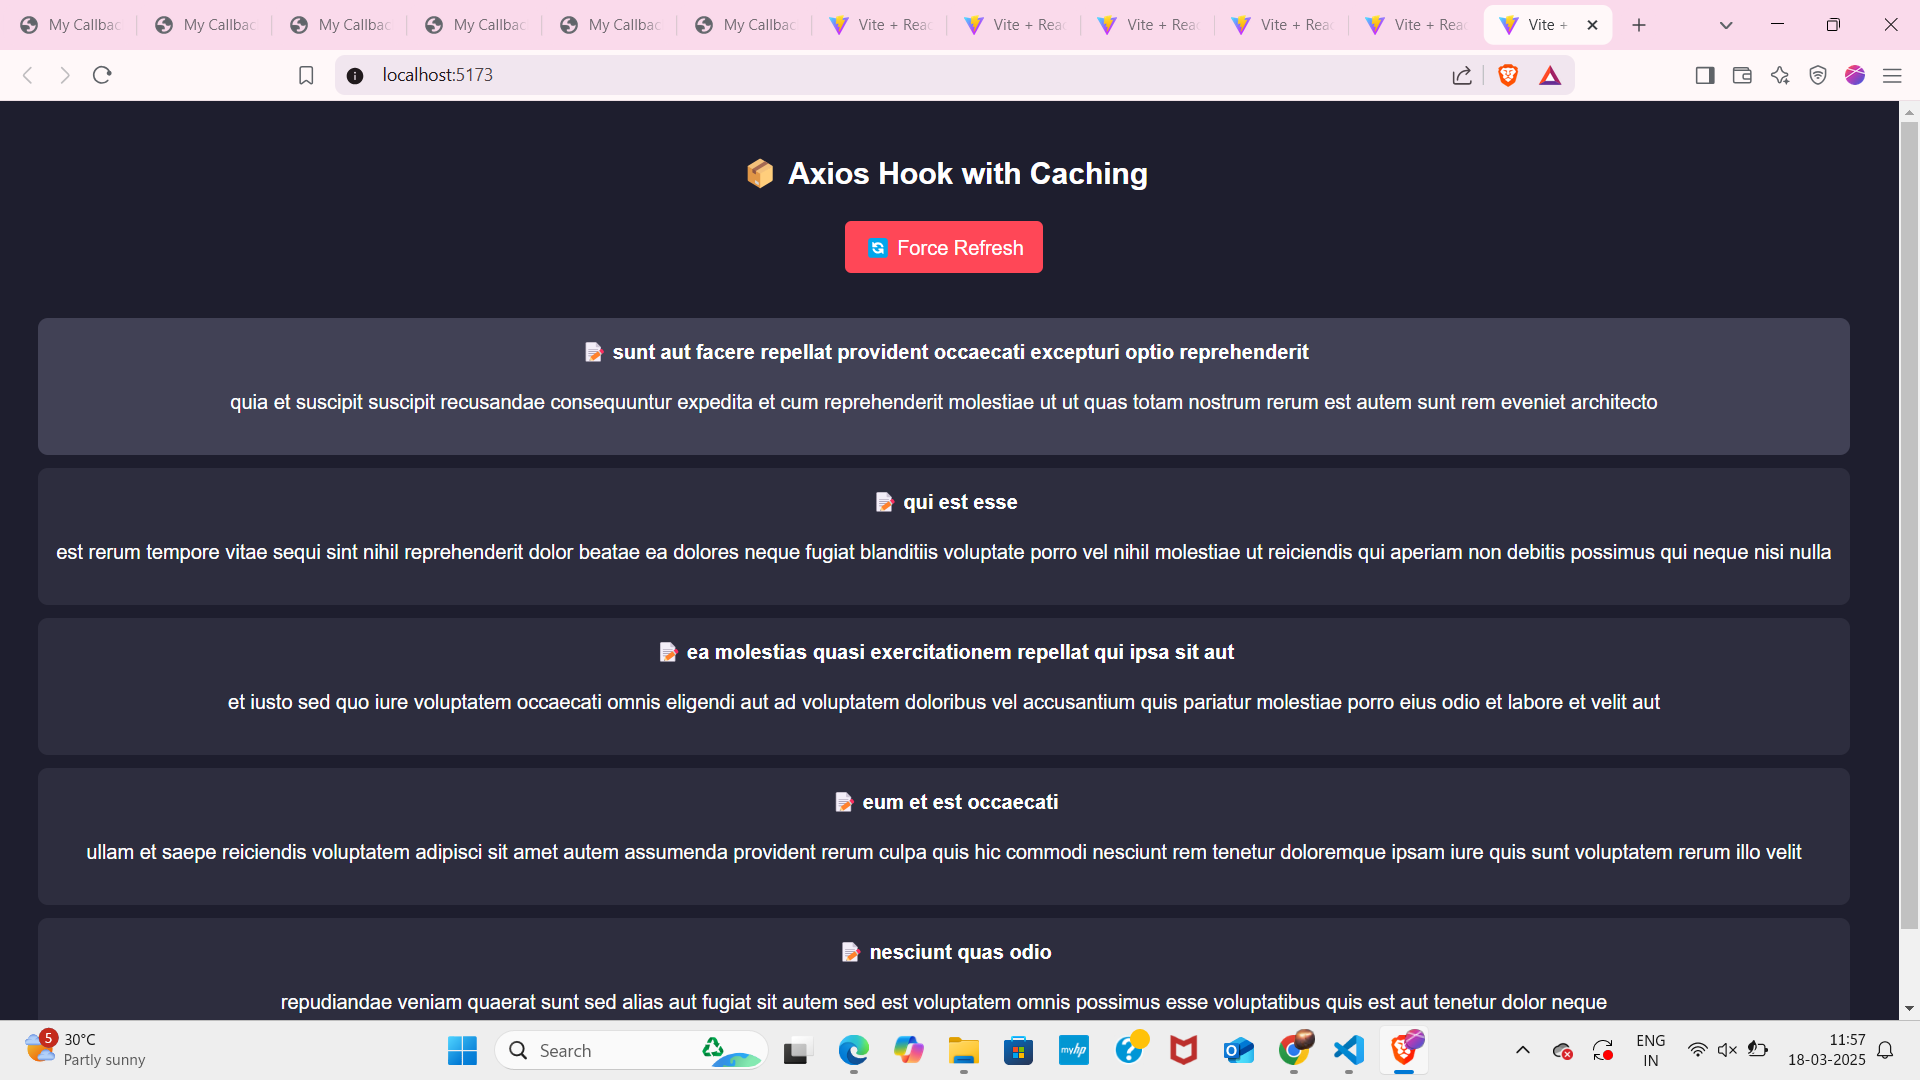 My Callbac My Callbac My Callbac My Callbac My Callbac My Callbac Vite + Reac Vite + Reac Vite + Reac Vite + Reac Vite + Reac Vite +
localhost:5173
Axios Hook with Caching
Force Refresh
sunt aut facere repellat provident occaecati excepturi optio reprehenderit
quia et suscipit suscipit recusandae consequuntur expedita et cum reprehenderit molestiae ut ut quas totam nostrum rerum est autem sunt rem eveniet architecto
qui est esse
est rerum tempore vitae sequi sint nihil reprehenderit dolor beatae ea dolores neque fugiat blanditiis voluptate porro vel nihil molestiae ut reiciendis qui aperiam non debitis possimus qui neque nisi nulla
ea molestias quasi exercitationem repellat qui ipsa sit aut
et iusto sed quo iure voluptatem occaecati omnis eligendi aut ad voluptatem doloribus vel accusantium quis pariatur molestiae porro eius odio et labore et velit aut
eum et est occaecati
ullam et saepe reiciendis voluptatem adipisci sit amet autem assumenda provident rerum culpa quis hic commodi nesciunt rem tenetur doloremque ipsam iure quis sunt voluptatem rerum illo velit
nesciunt quas odio
repudiandae veniam quaerat sunt sed alias aut fugiat sit autem sed est voluptatem omnis possimus esse voluptatibus quis est aut tenetur dolor neque
5
30°C
Partly sunny
Search
myhp
ENG
IN
11:57
18-03-2025